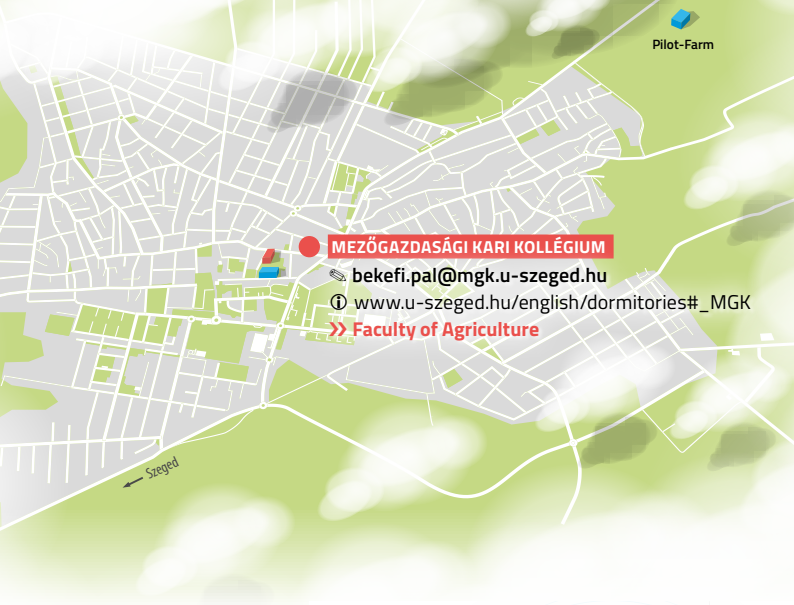 Pilot-Farm
MEZŐGAZDASÁGI KARI KOLLÉGIUM
✎ bekefi.pal@mgk.u-szeged.hu
🛈 www.u-szeged.hu/english/dormitories#_MGK
» Faculty of Agriculture
Szeged